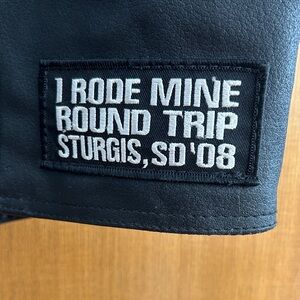 I RODE MINE
ROUND TRIP
STURGIS, SD '08